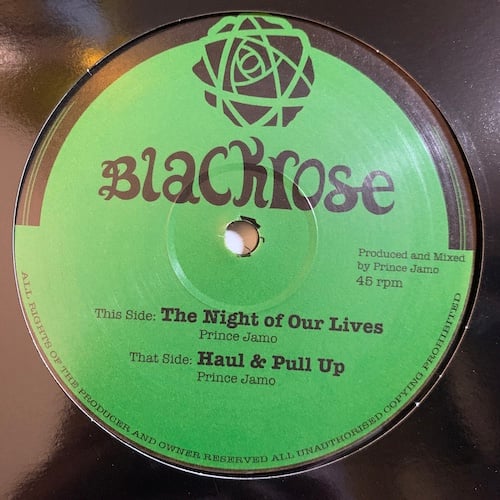 Blackrose
Produced and Mixed
by Prince Jamo
45 rpm
This Side: The Night of Our Lives
Prince Jamo
That Side: Haul & Pull Up
Prince Jamo
ALL RIGHTS OF THE PRODUCER AND OWNER RESERVED ALL UNAUTHORISED COPYING PROHIBITED